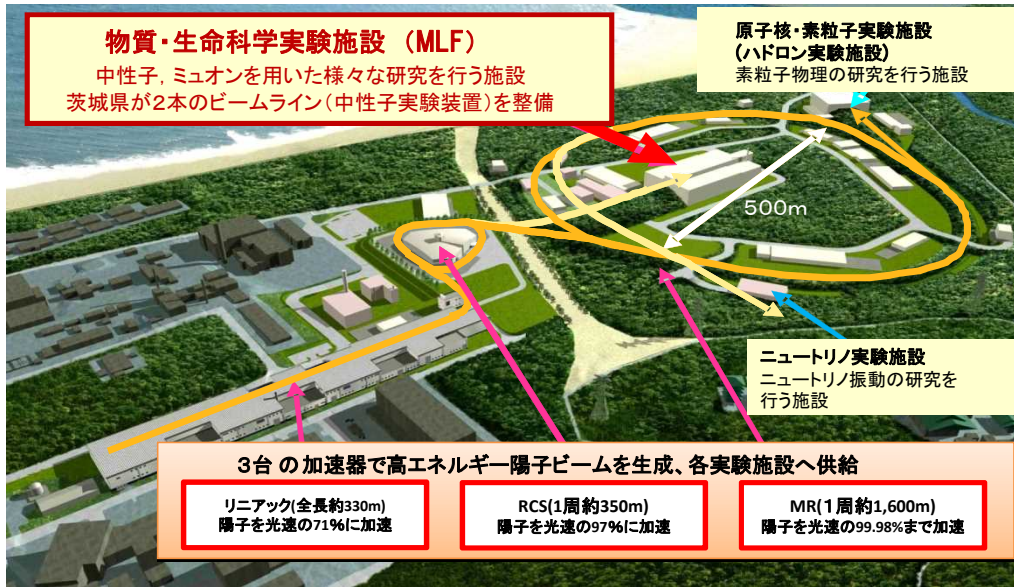 物質・生命科学実験施設 （MLF）
中性子，ミュオンを用いた様々な研究を行う施設
茨城県が２本のビームライン（中性子実験装置）を整備
原子核・素粒子実験施設
(ハドロン実験施設)
素粒子物理の研究を行う施設
500m
ニュートリノ実験施設
ニュートリノ振動の研究を
行う施設
３台 の 加速器で高エネルギー陽子ビームを生成、各実験施設へ供給
リニアック(全長約330m)
陽子を光速の71%に加速
RCS(1周約350m)
陽子を光速の97%に加速
MR(１周約1,600m)
陽子を光速の99.98%まで加速